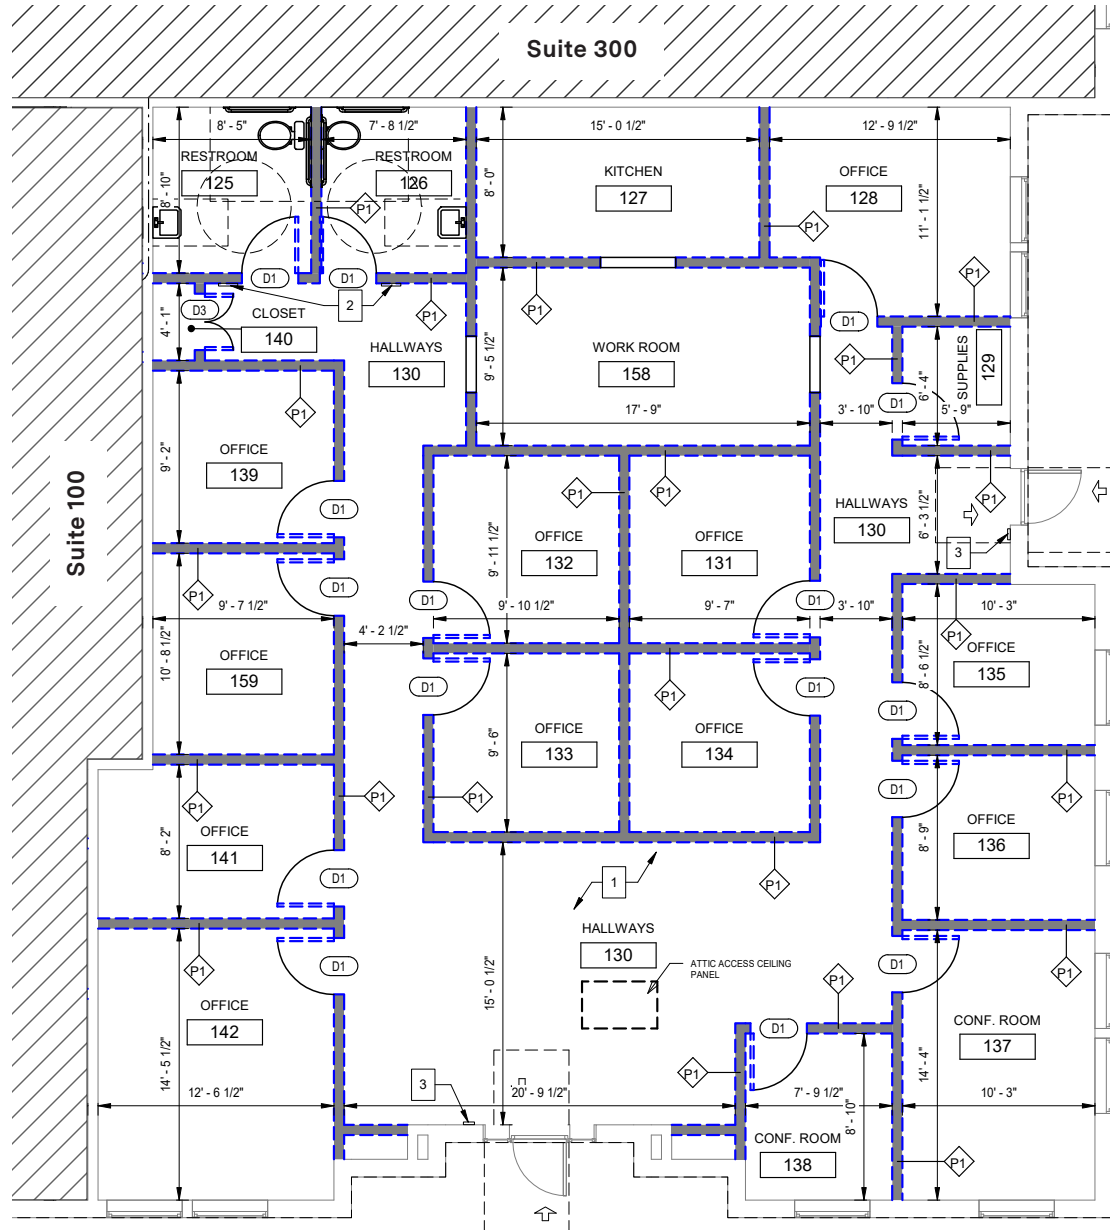 Suite 300
8' - 5"
7' - 8 1/2"
15' - 0 1/2"
12' - 9 1/2"
RESTROOM
125
RESTROOM
126
KITCHEN
127
OFFICE
128
8' - 10"
8' - 0"
11' - 1 1/2"
P1
P1
D1
D1
P1
P1
P1
2
D3
CLOSET
140
4' - 1"
HALLWAYS
130
9' - 5 1/2"
WORK ROOM
158
17' - 9"
D1
P1
SUPPLIES
129
6' - 4"
D1
3' - 10"
5' - 9"
P1
Suite 100
OFFICE
139
9' - 2"
D1
P1
P1
P1
HALLWAYS
130
6' - 3 1/2"
3
OFFICE
132
9' - 11 1/2"
OFFICE
131
D1
P1
D1
D1
9' - 7 1/2"
9' - 10 1/2"
9' - 7"
3' - 10"
10' - 3"
P1
4' - 2 1/2"
OFFICE
159
10' - 8 1/2"
OFFICE
135
8' - 6 1/2"
D1
P1
D1
D1
OFFICE
133
9' - 6"
OFFICE
134
P1
P1
P1
D1
P1
OFFICE
141
8' - 2"
OFFICE
136
8' - 9"
D1
1
P1
HALLWAYS
130
ATTIC ACCESS CEILING
PANEL
P1
D1
D1
P1
P1
OFFICE
142
14' - 5 1/2"
15' - 0 1/2"
D1
CONF. ROOM
137
14' - 4"
P1
3
12' - 6 1/2"
20' - 9 1/2"
7' - 9 1/2"
10' - 3"
8' - 10"
CONF. ROOM
138
P1